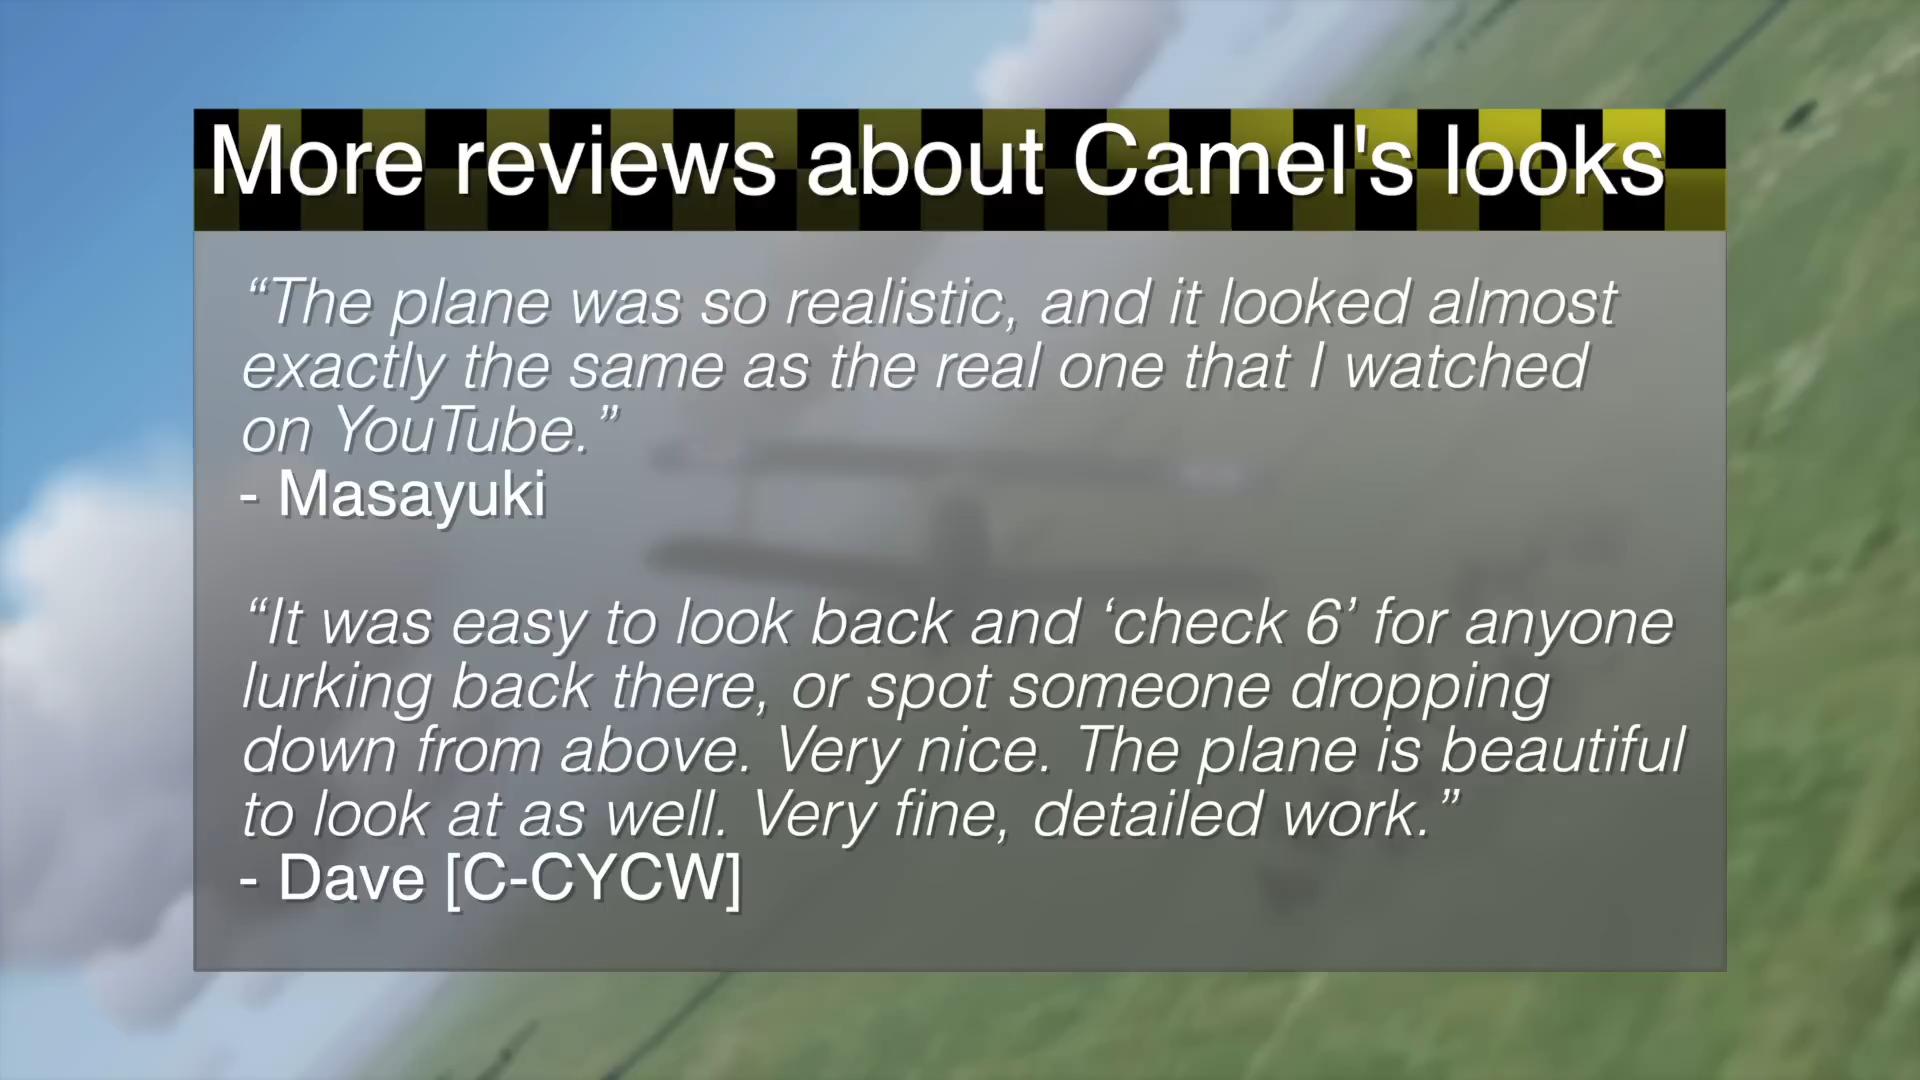 More reviews about Camel's looks
“The plane was so realistic, and it looked almost
exactly the same as the real one that I watched
on YouTube.”
- Masayuki
“It was easy to look back and ‘check 6’ for anyone
lurking back there, or spot someone dropping
down from above. Very nice. The plane is beautiful
to look at as well. Very fine, detailed work.”
- Dave [C-CYCW]